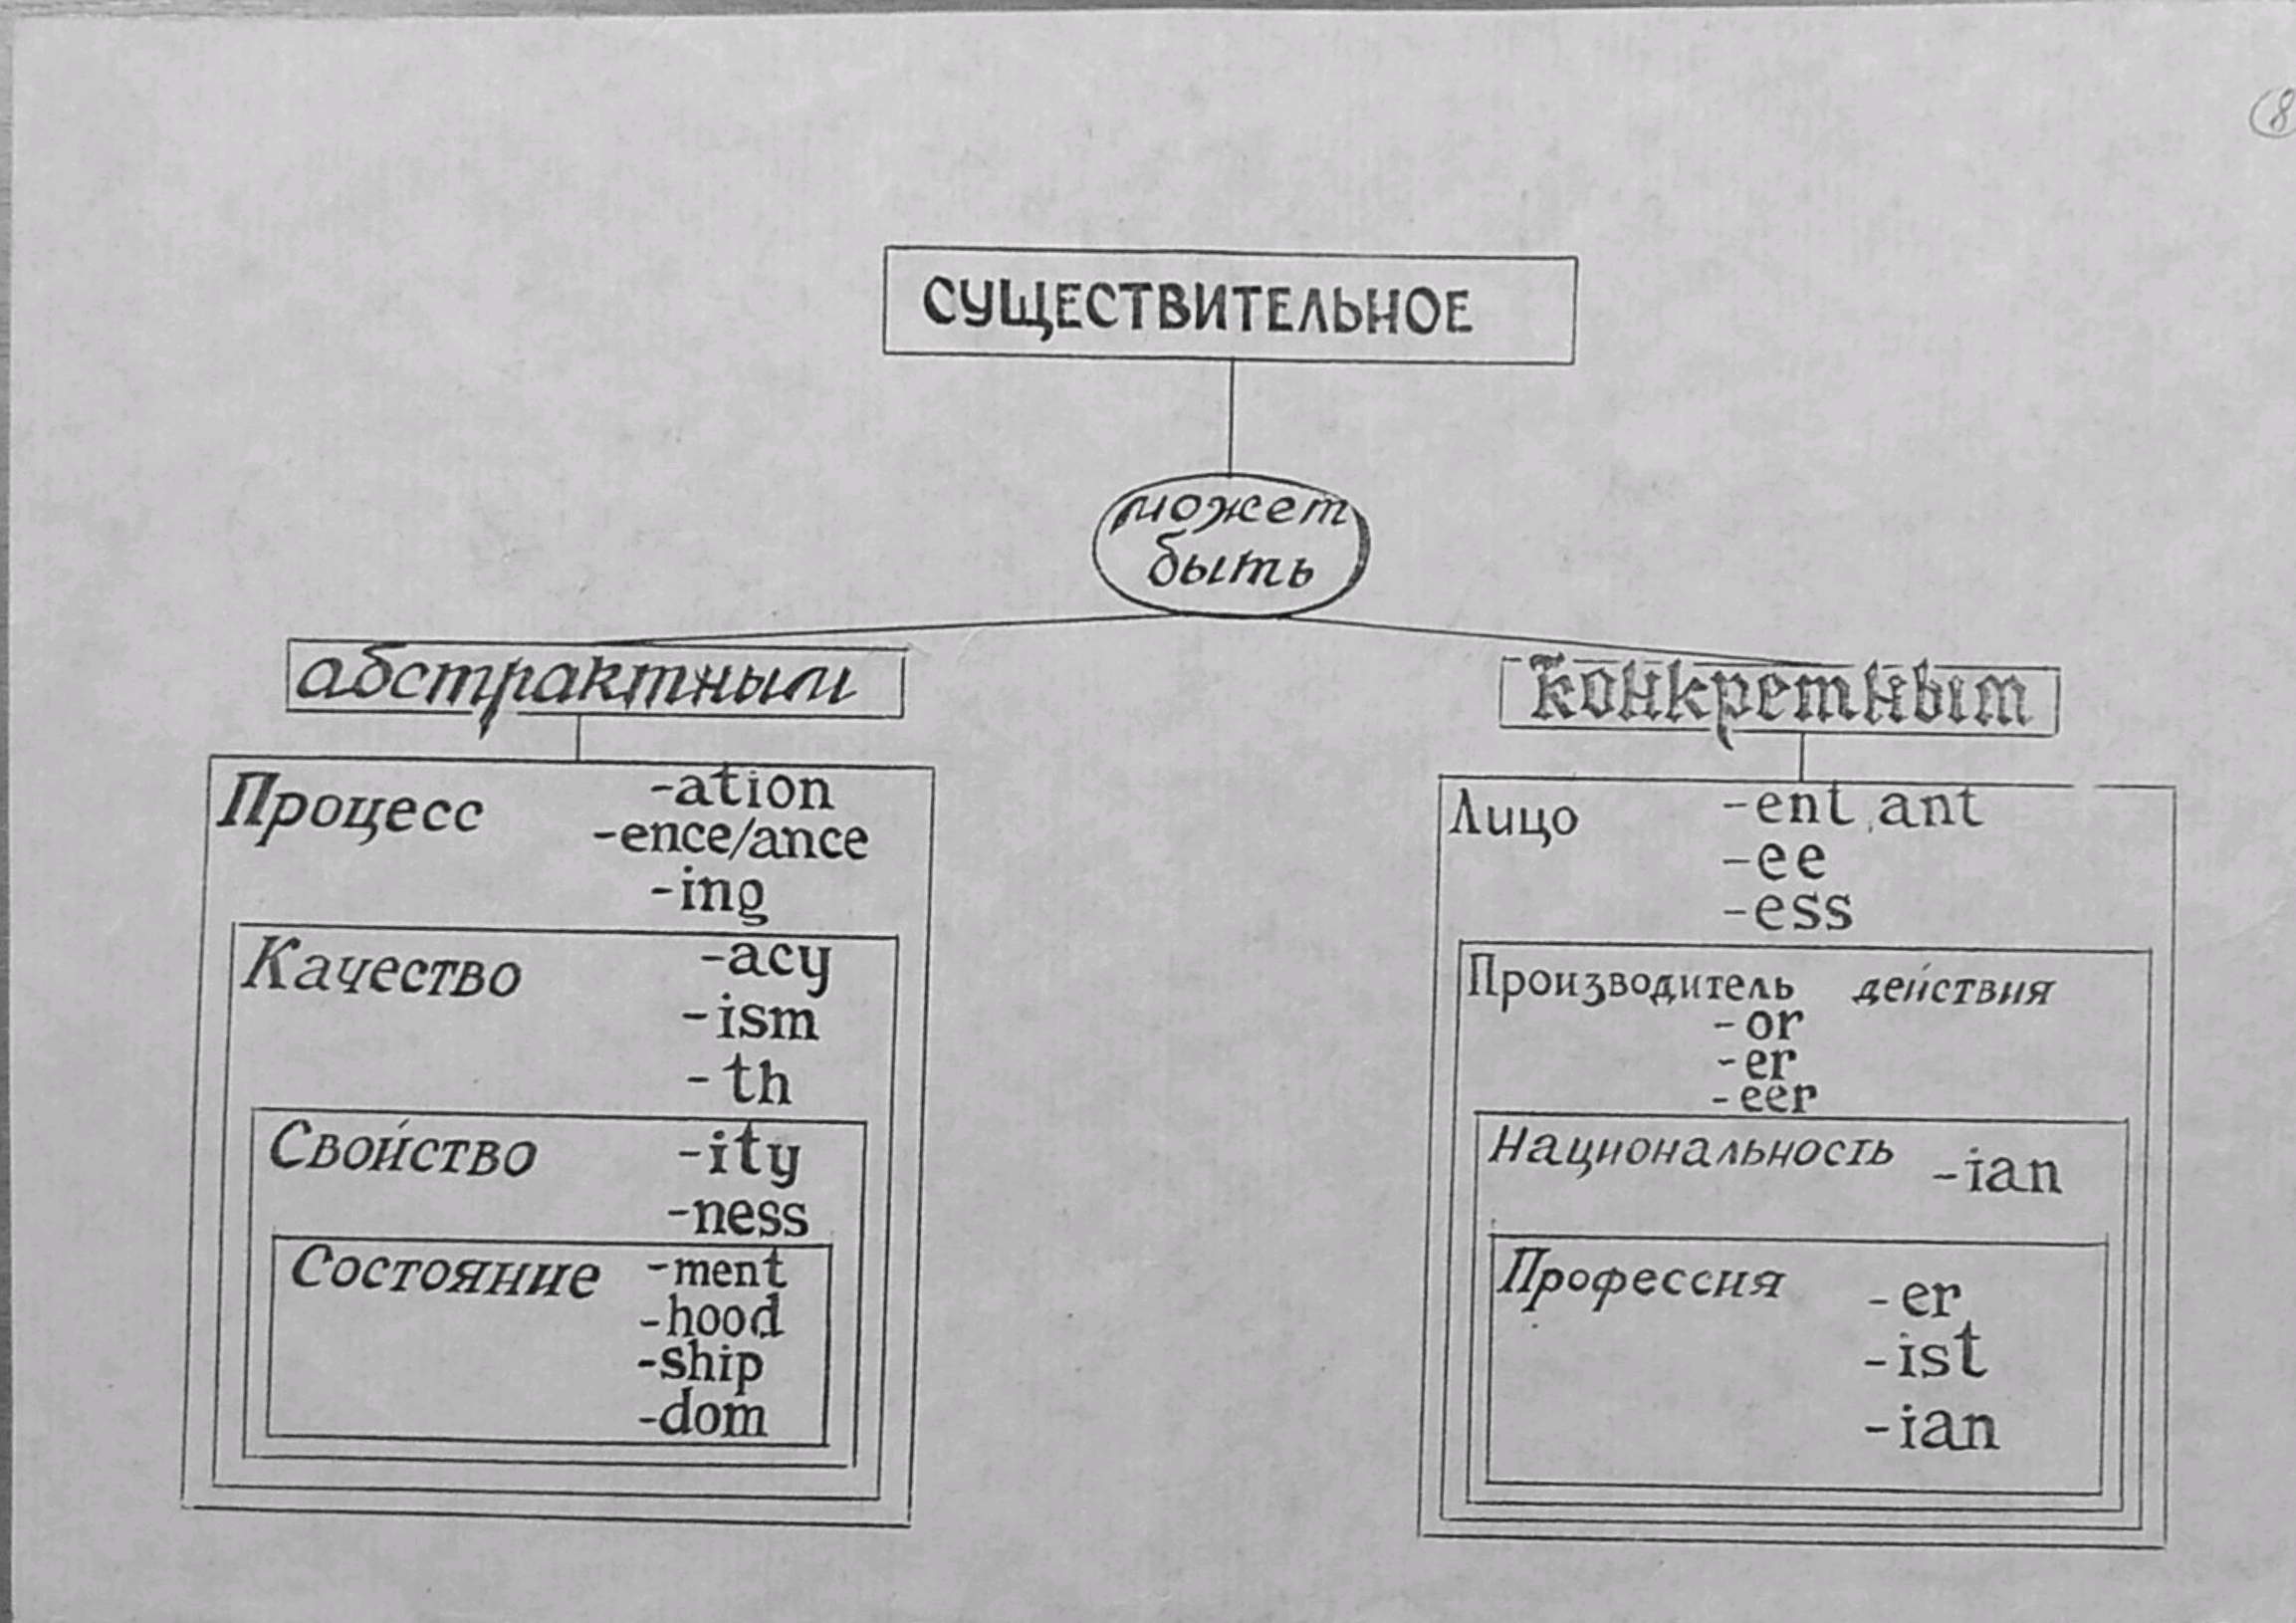 8
СУЩЕСТВИТЕЛЬНОЕ
может
быть
абстрактным
Процесс -ation
-ence/ance
-ing
Качество -acy
-ism
-th
Свойство -ity
-ness
Состояние -ment
-hood
-ship
-dom
конкретным
Лицо -ent, ant
-ee
-ess
Производитель действия
-or
-er
-eer
Национальность -ian
Профессия -er
-ist
-ian